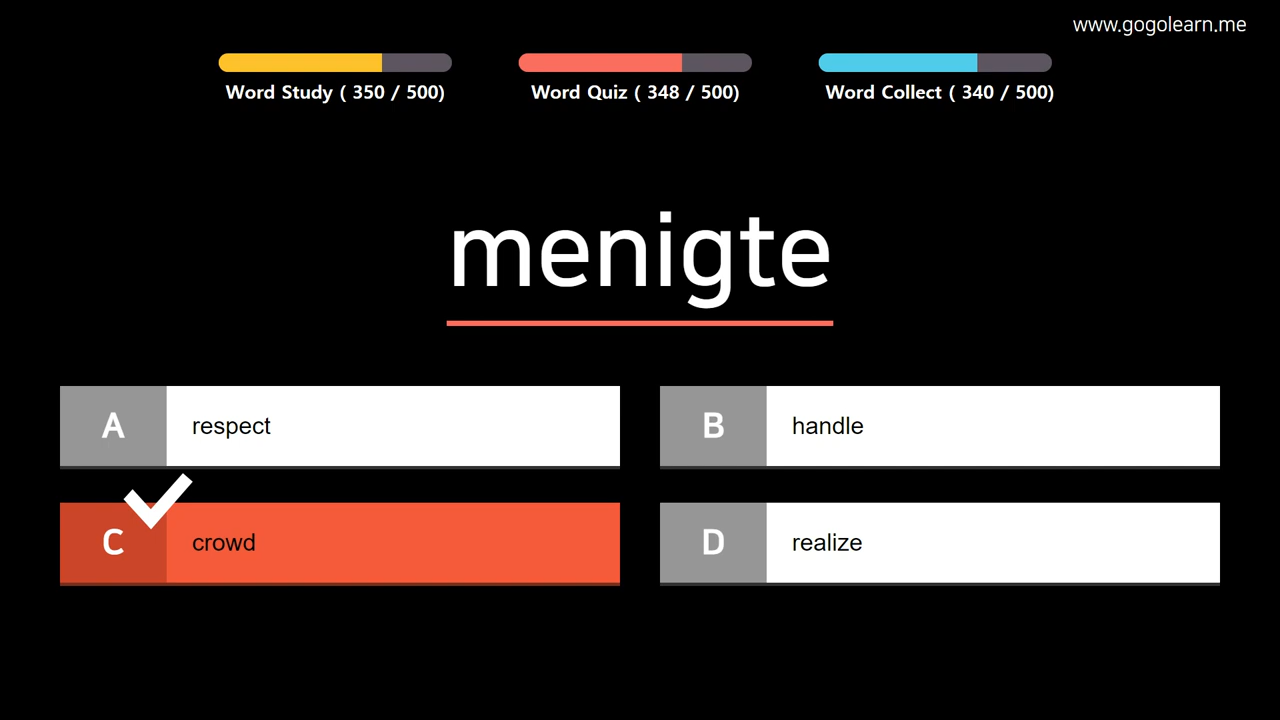 www.gogolearn.me
Word Study ( 350 / 500)
Word Quiz ( 348 / 500)
Word Collect ( 340 / 500)
menigte
A respect
B handle
C crowd
D realize